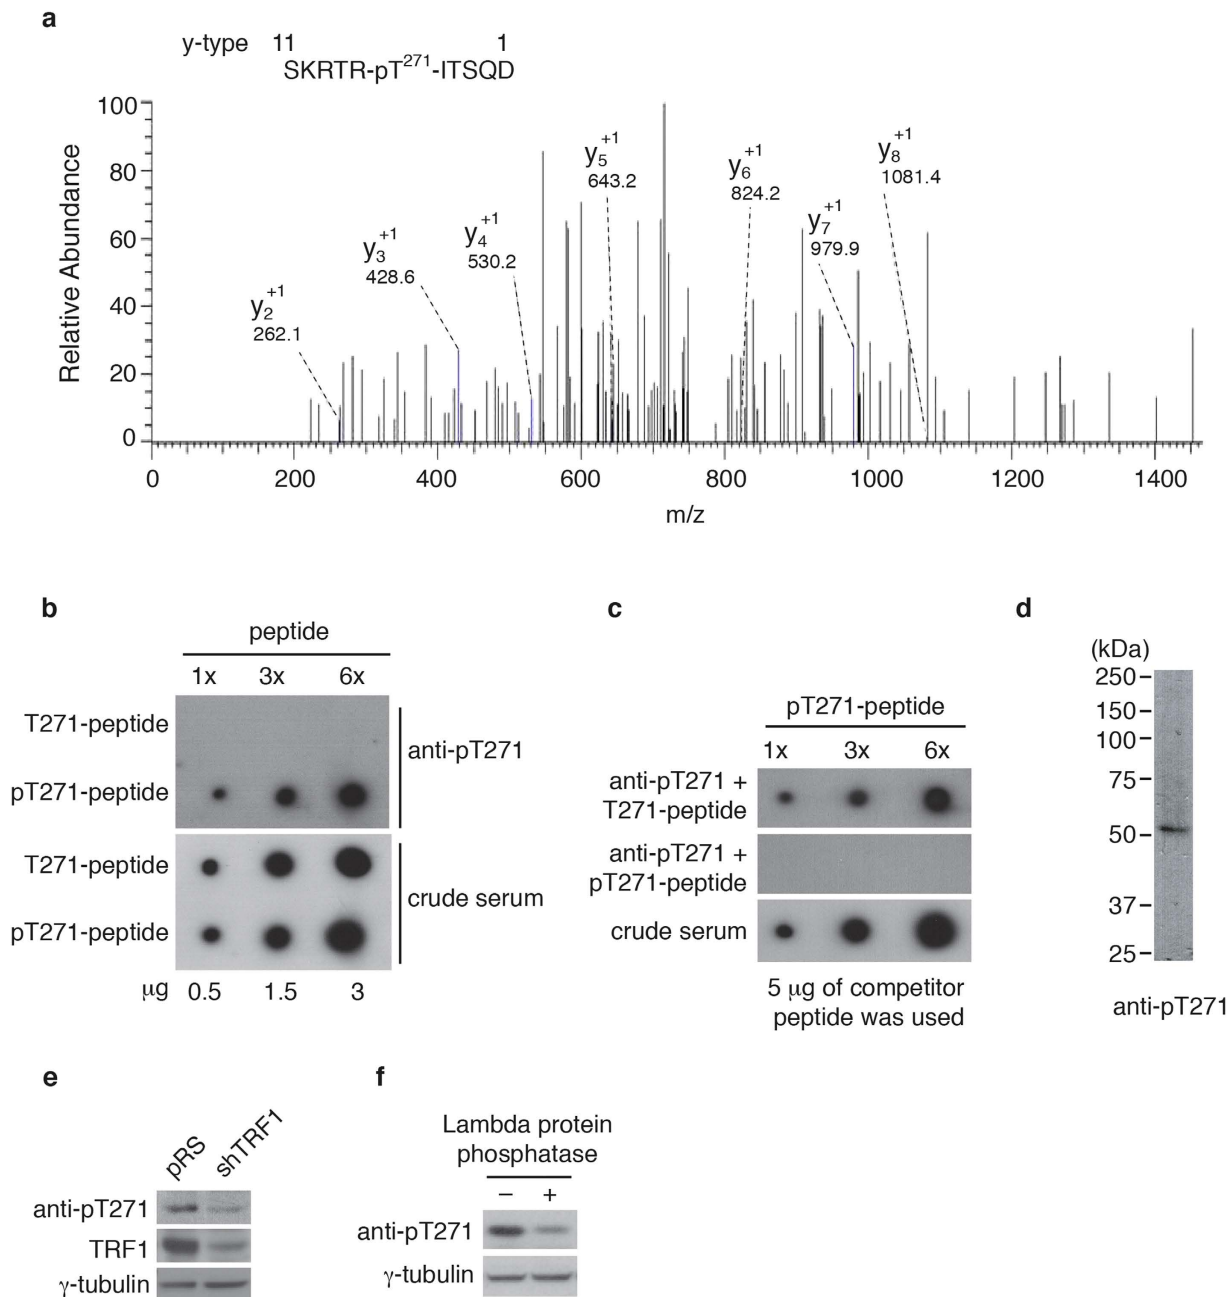 a
y-type 11 1
SKRTR-pT271-ITSQD
Relative Abundance
100
80
60
40
20
0
y2+1
262.1
y3+1
428.6
y4+1
530.2
y5+1
643.2
y6+1
824.2
y7+1
979.9
y8+1
1081.4
0 200 400 600 800 1000 1200 1400
m/z
b
peptide
1x 3x 6x
T271-peptide
pT271-peptide
anti-pT271
T271-peptide
pT271-peptide
crude serum
μg 0.5 1.5 3
c
pT271-peptide
1x 3x 6x
anti-pT271 +
T271-peptide
anti-pT271 +
pT271-peptide
crude serum
5 μg of competitor
peptide was used
d
(kDa)
250
150
100
75
50
37
25
anti-pT271
e
pRS shTRF1
anti-pT271
TRF1
γ-tubulin
f
Lambda protein
phosphatase
− +
anti-pT271
γ-tubulin